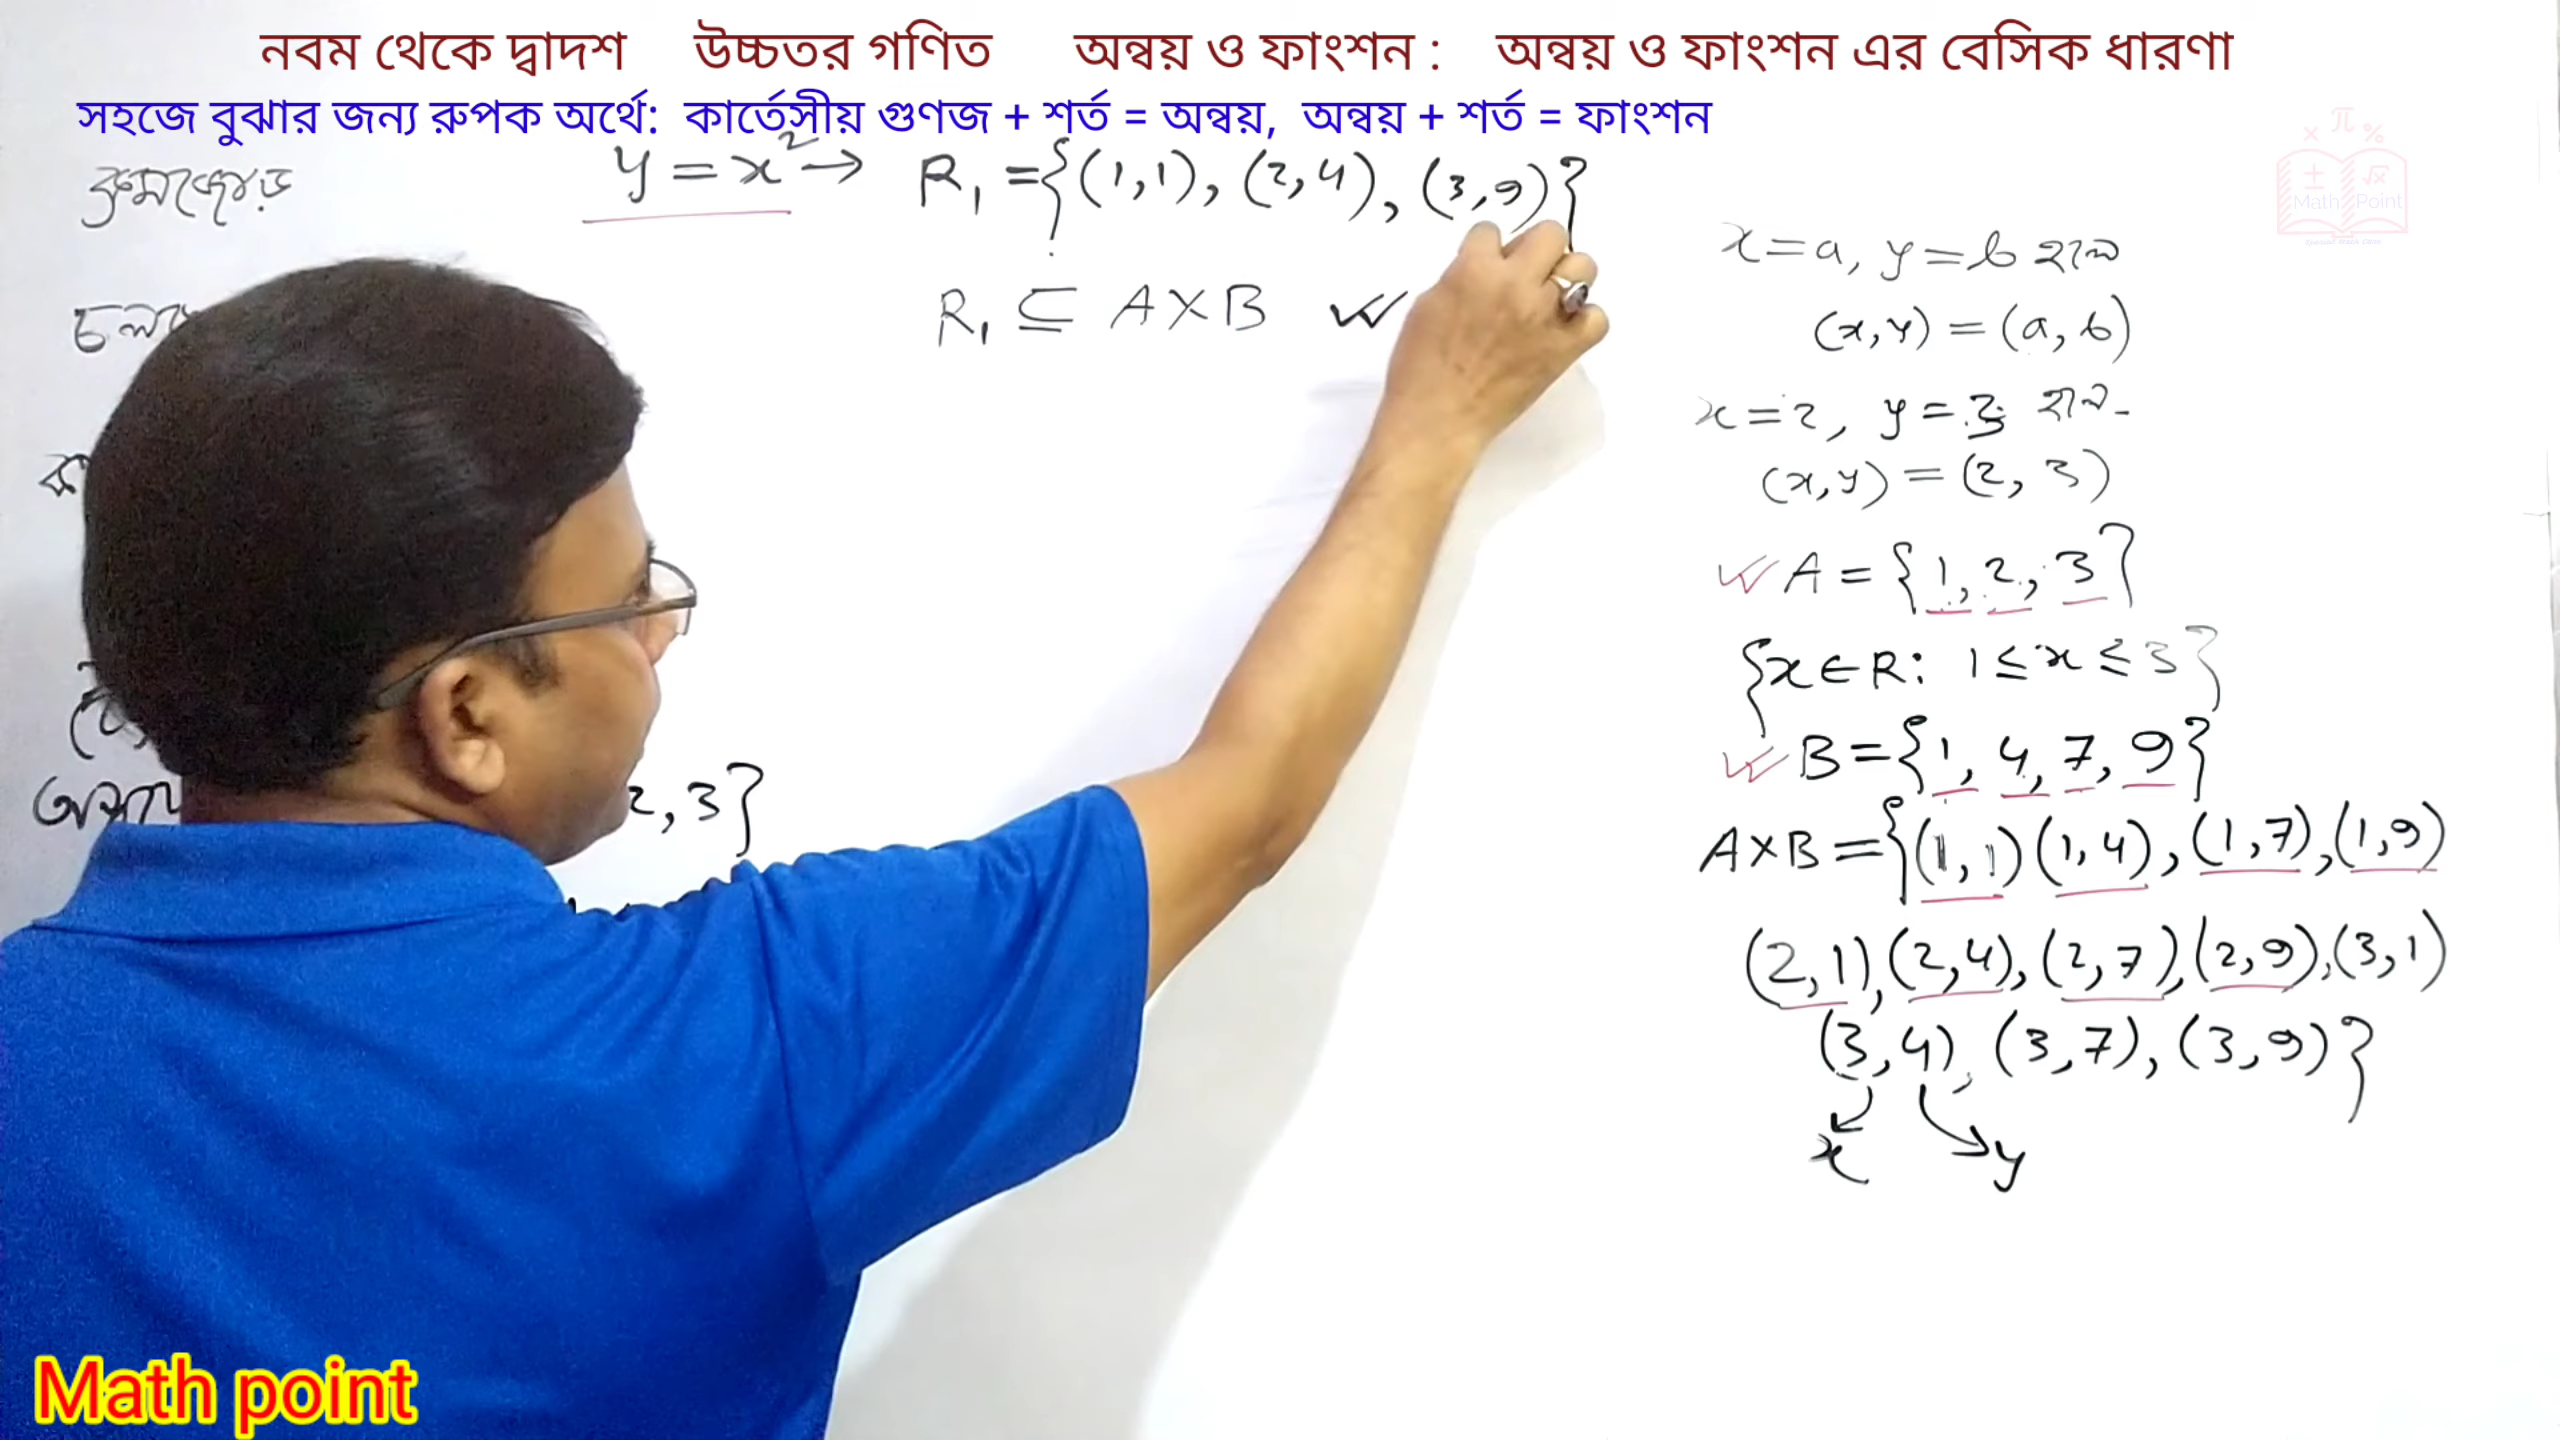 নবম থেকে দ্বাদশ উচ্চতর গণিত অন্বয় ও ফাংশন : অন্বয় ও ফাংশন এর বেসিক ধারণা
সহজে বুঝার জন্য রুপক অর্থে: কার্তেসীয় গুণজ + শর্ত = অন্বয়, অন্বয় + শর্ত = ফাংশন
ক্রমজোড়
y = x² → R₁ = {(1,1), (2,4), (3,9)}
R₁ ⊆ A×B
2, 3}
x = a, y = b হলে
(x,y) = (a, b)
x = 2, y = 3 হলে
(x,y) = (2, 3)
A = {1, 2, 3}
{x ∈ R: 1 ≤ x ≤ 3}
B = {1, 4, 7, 9}
A×B = {(1,1) (1,4), (1,7), (1,9)
(2,1), (2,4), (2,7), (2,9), (3,1)
(3,4), (3,7), (3,9)}
x y
Math Point
Math point